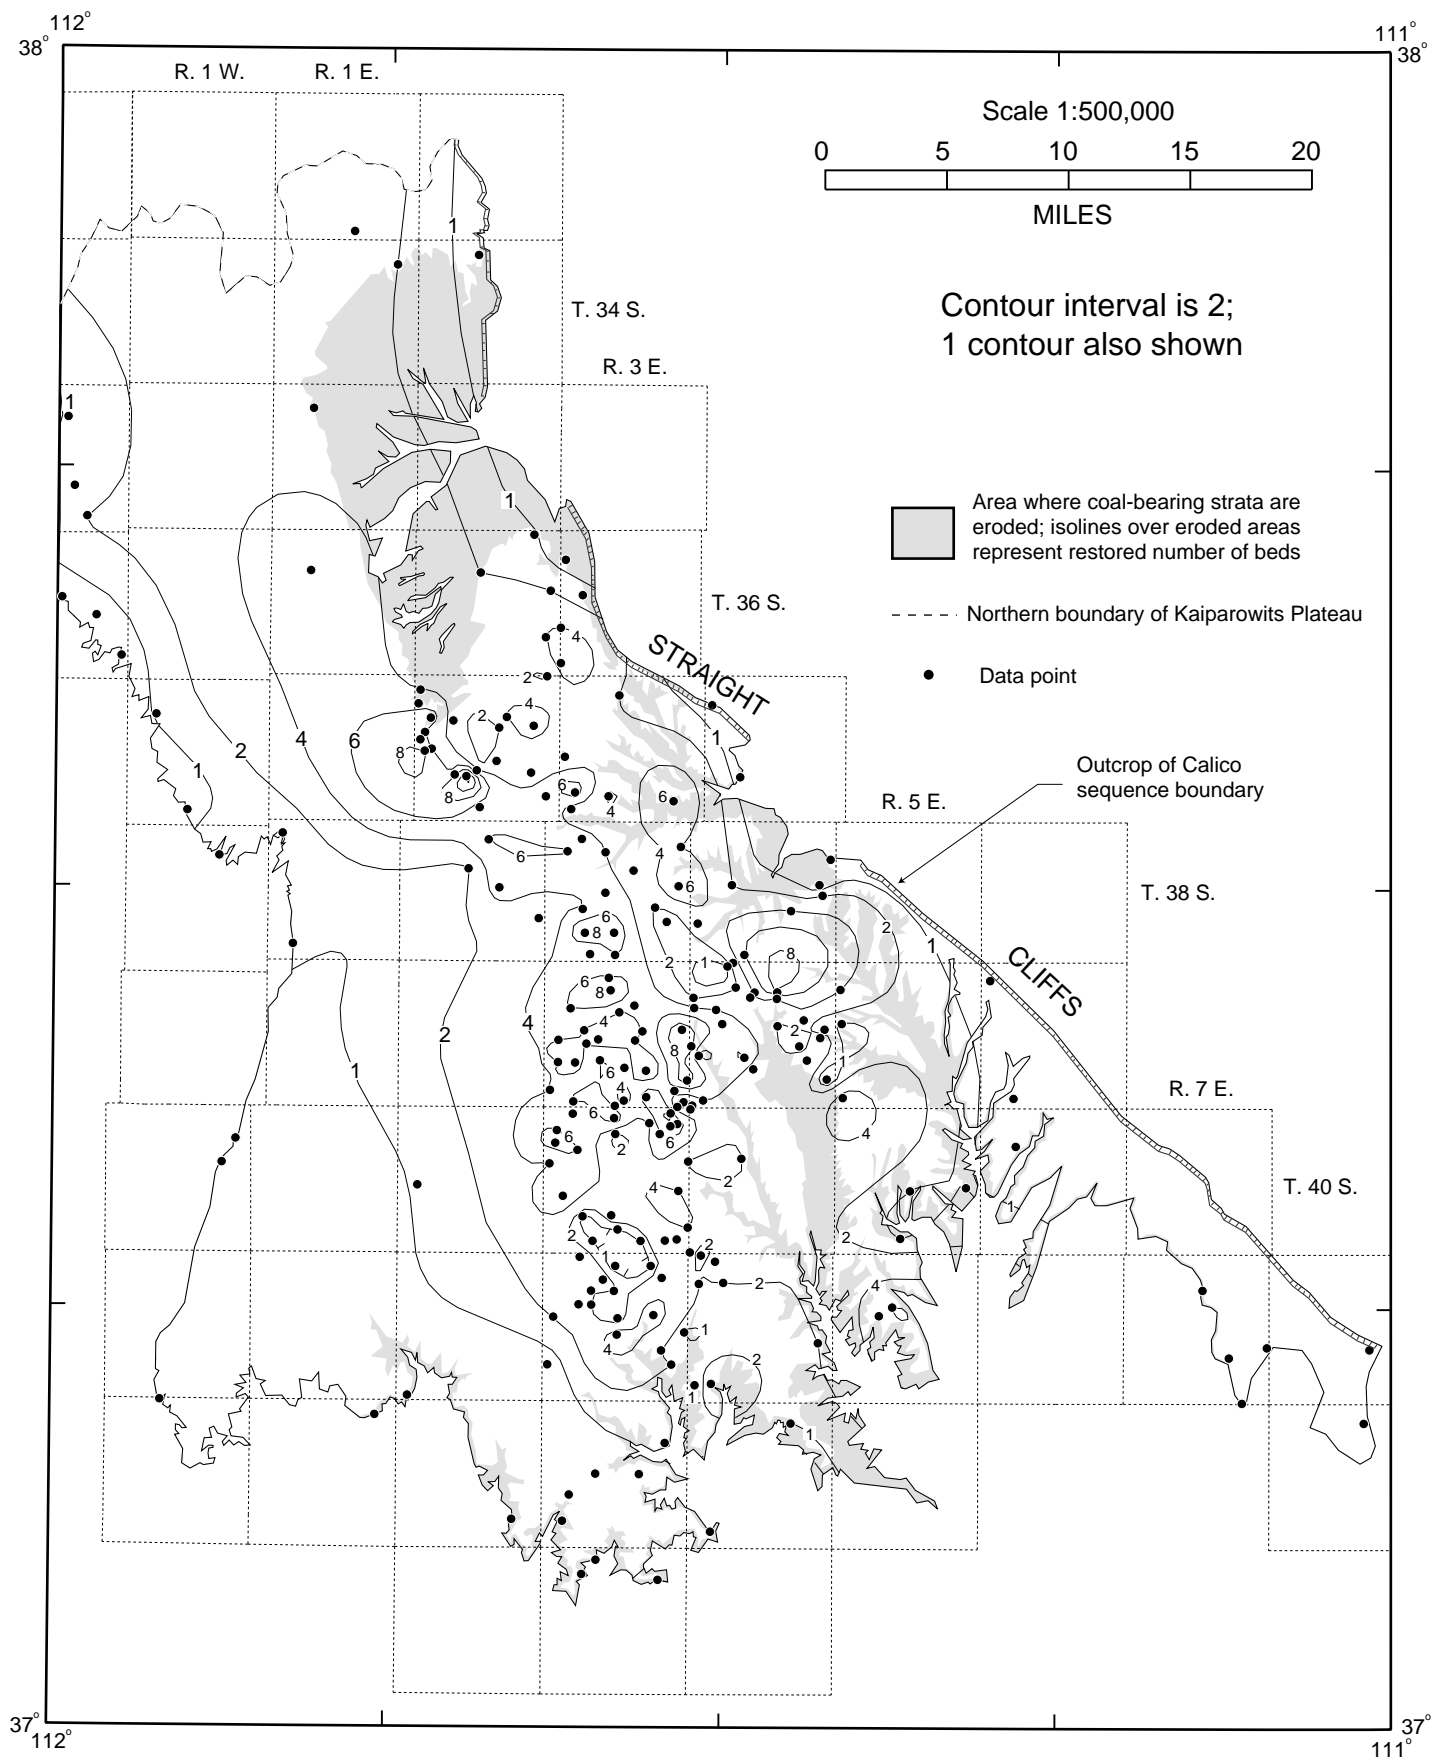 112°
111°
38°
38°
R. 1 W.
R. 1 E.
Scale 1:500,000
0 5 10 15 20
MILES
1
T. 34 S.
Contour interval is 2;
1 contour also shown
R. 3 E.
1
1
Area where coal-bearing strata are
eroded; isolines over eroded areas
represent restored number of beds
T. 36 S.
Northern boundary of Kaiparowits Plateau
4
STRAIGHT
2
Data point
4
2
4
6
2
1
8
1
Outcrop of Calico
sequence boundary
6
6
8
4
R. 5 E.
4
6
6
T. 38 S.
6
8
2
1
2
1
8
CLIFFS
6
8
4
4
2
2
8
1
1
6
4
R. 7 E.
6
4
6
6
2
2
4
T. 40 S.
1
2
1
2
2
2
4
1
4
2
1
1
37°
37°
112°
111°